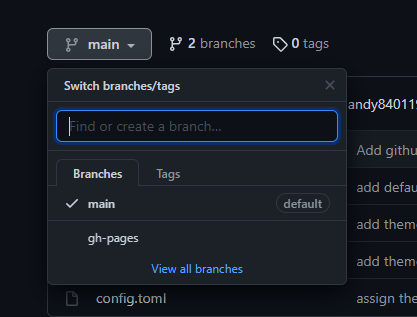 main
2 branches
0 tags
Switch branches/tags
andy84011
Find or create a branch...
Branches
Tags
Add githu
main
default
add defau
gh-pages
add them
View all branches
add them
config.toml
assign the